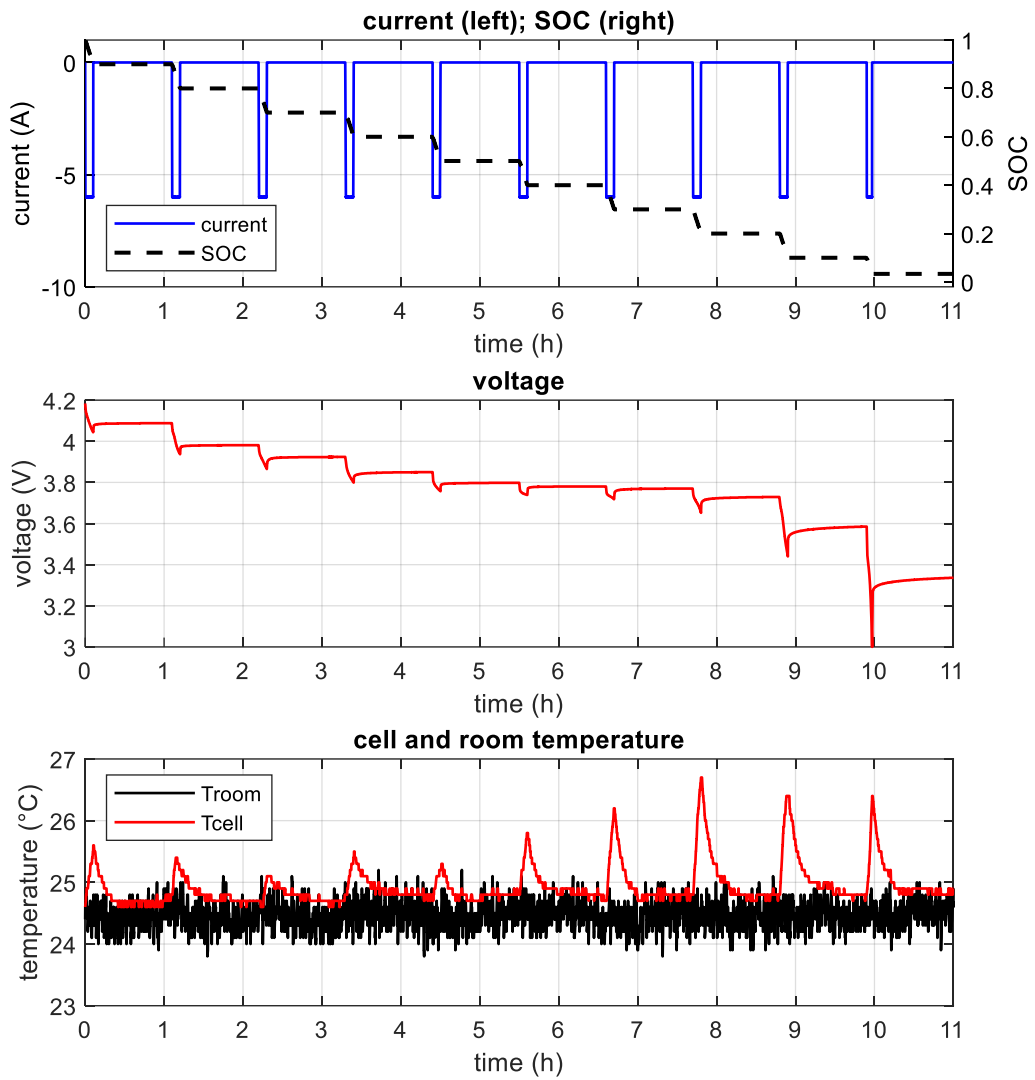 current (left); SOC (right)
0
-5
-10
current (A)
1
0.8
0.6
0.4
0.2
0
SOC
current
SOC
0 1 2 3 4 5 6 7 8 9 10 11
time (h)
voltage
4.2
4
3.8
3.6
3.4
3.2
3
voltage (V)
0 1 2 3 4 5 6 7 8 9 10 11
time (h)
cell and room temperature
27
26
25
24
23
temperature (°C)
Troom
Tcell
0 1 2 3 4 5 6 7 8 9 10 11
time (h)